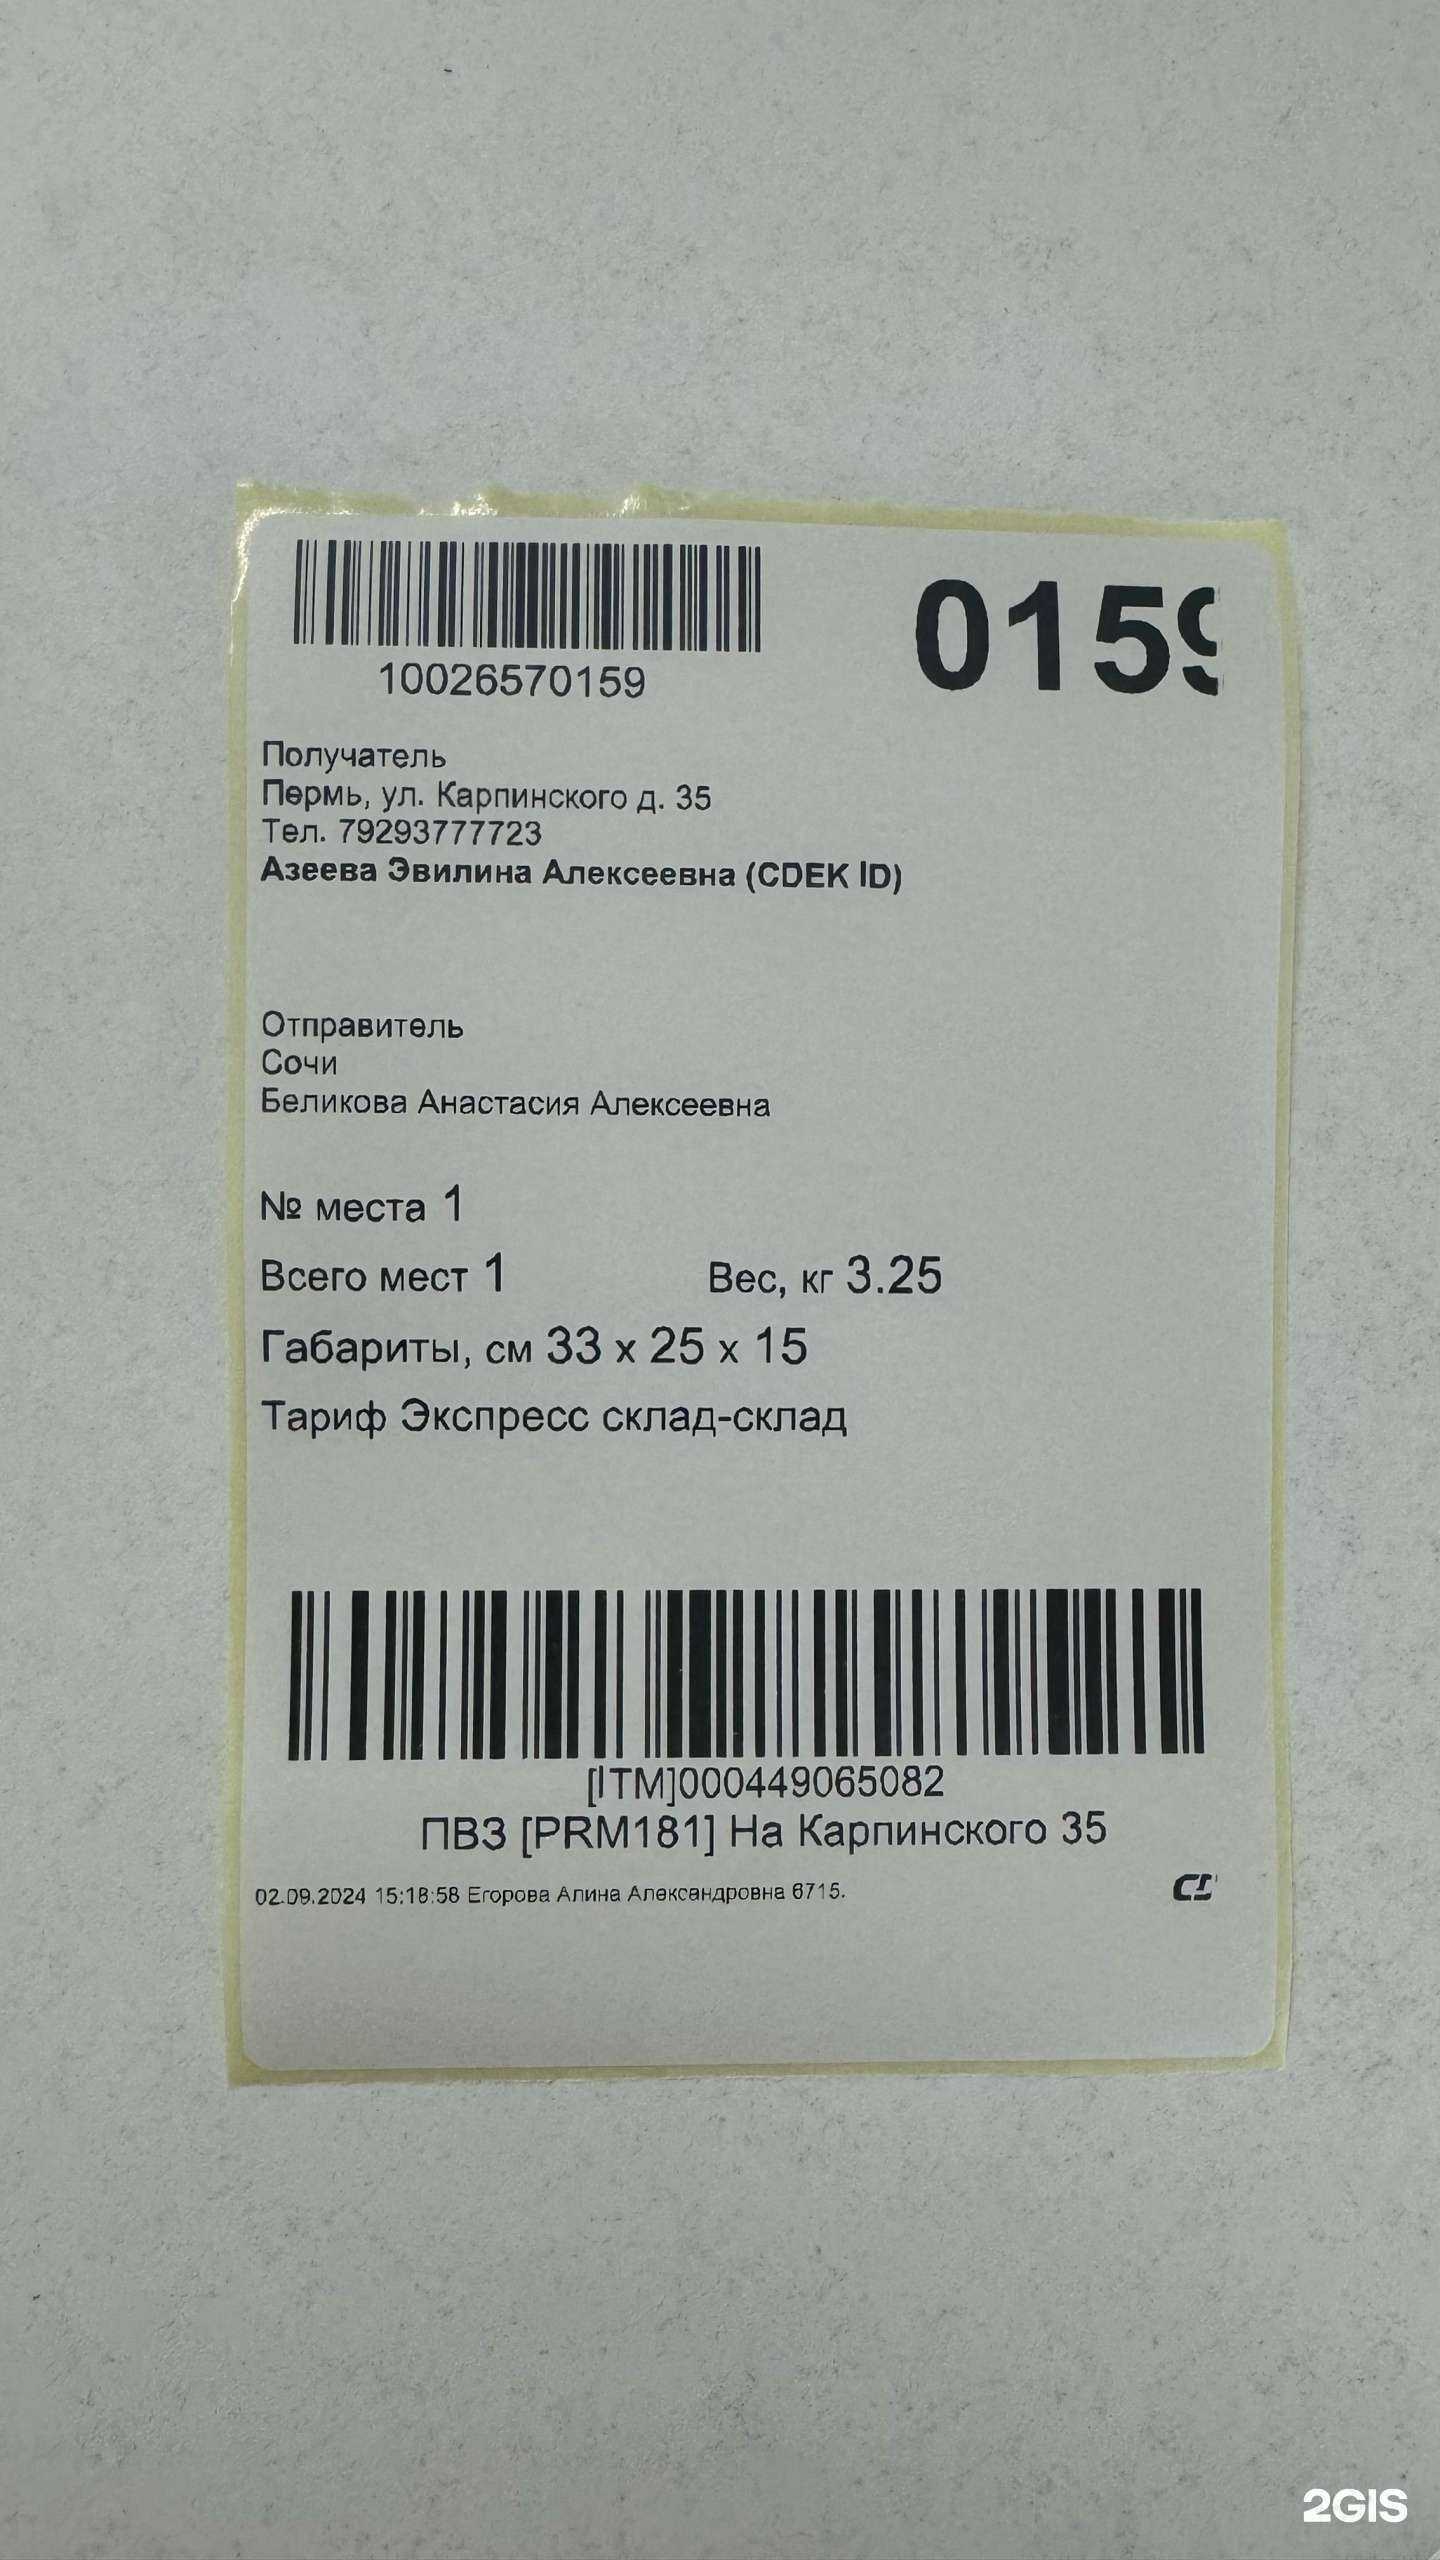 10026570159
0159
Получатель
Пермь, ул. Карпинского д. 35
Тел. 79293777723
Азеева Эвилина Алексеевна (CDEK ID)
Отправитель
Сочи
Беликова Анастасия Алексеевна
№ места 1
Всего мест 1 Вес, кг 3.25
Габариты, см 33 x 25 x 15
Тариф Экспресс склад-склад
[ITM]000449065082
ПВЗ [PRM181] На Карпинского 35
02.09.2024 15:18:58 Егорова Алина Александровна 6715.
2GIS